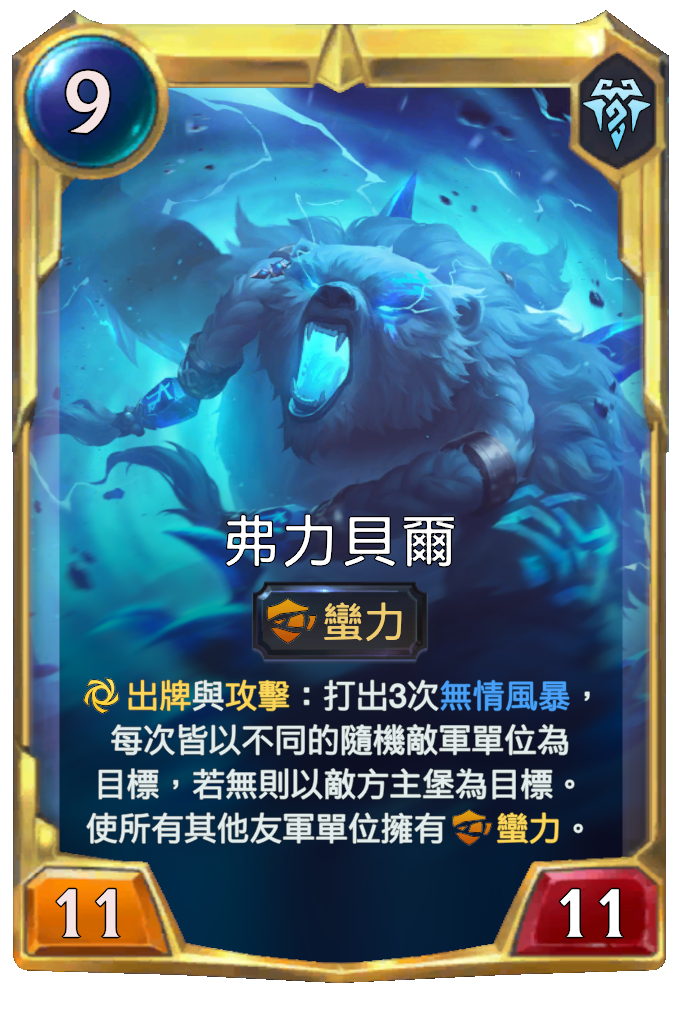 9
弗力貝爾
蠻力
出牌與攻擊：打出3次無情風暴，
每次皆以不同的隨機敵軍單位為
目標，若無則以敵方主堡為目標。
使所有其他友軍單位擁有蠻力。
11
11